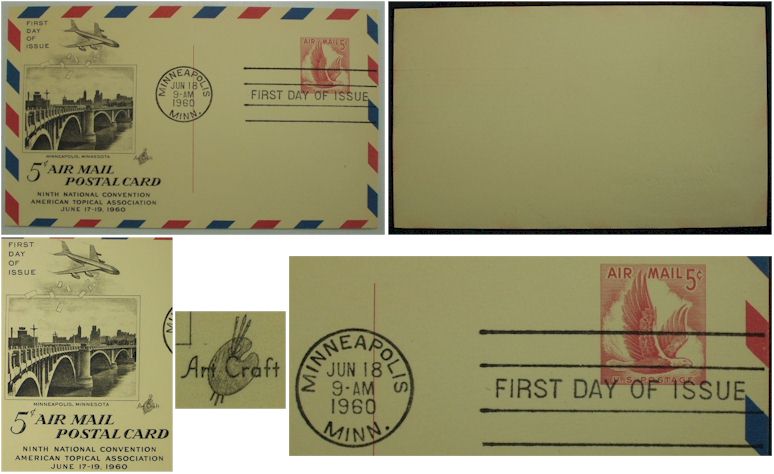 FIRST
DAY
OF
ISSUE
MINNEAPOLIS, MINNESOTA
5¢ AIR MAIL
POSTAL CARD
NINTH NATIONAL CONVENTION
AMERICAN TOPICAL ASSOCIATION
JUNE 17-19, 1960
MINNEAPOLIS
JUN 18
9-AM
1960
MINN.
AIR MAIL 5¢
FIRST DAY OF ISSUE
FIRST
DAY
OF
ISSUE
MINNEAPOLIS, MINNESOTA
5¢ AIR MAIL
POSTAL CARD
NINTH NATIONAL CONVENTION
AMERICAN TOPICAL ASSOCIATION
JUNE 17-19, 1960
Art Craft
MINNEAPOLIS
JUN 18
9-AM
1960
MINN.
AIR MAIL 5¢
U.S. POSTAGE
FIRST DAY OF ISSUE